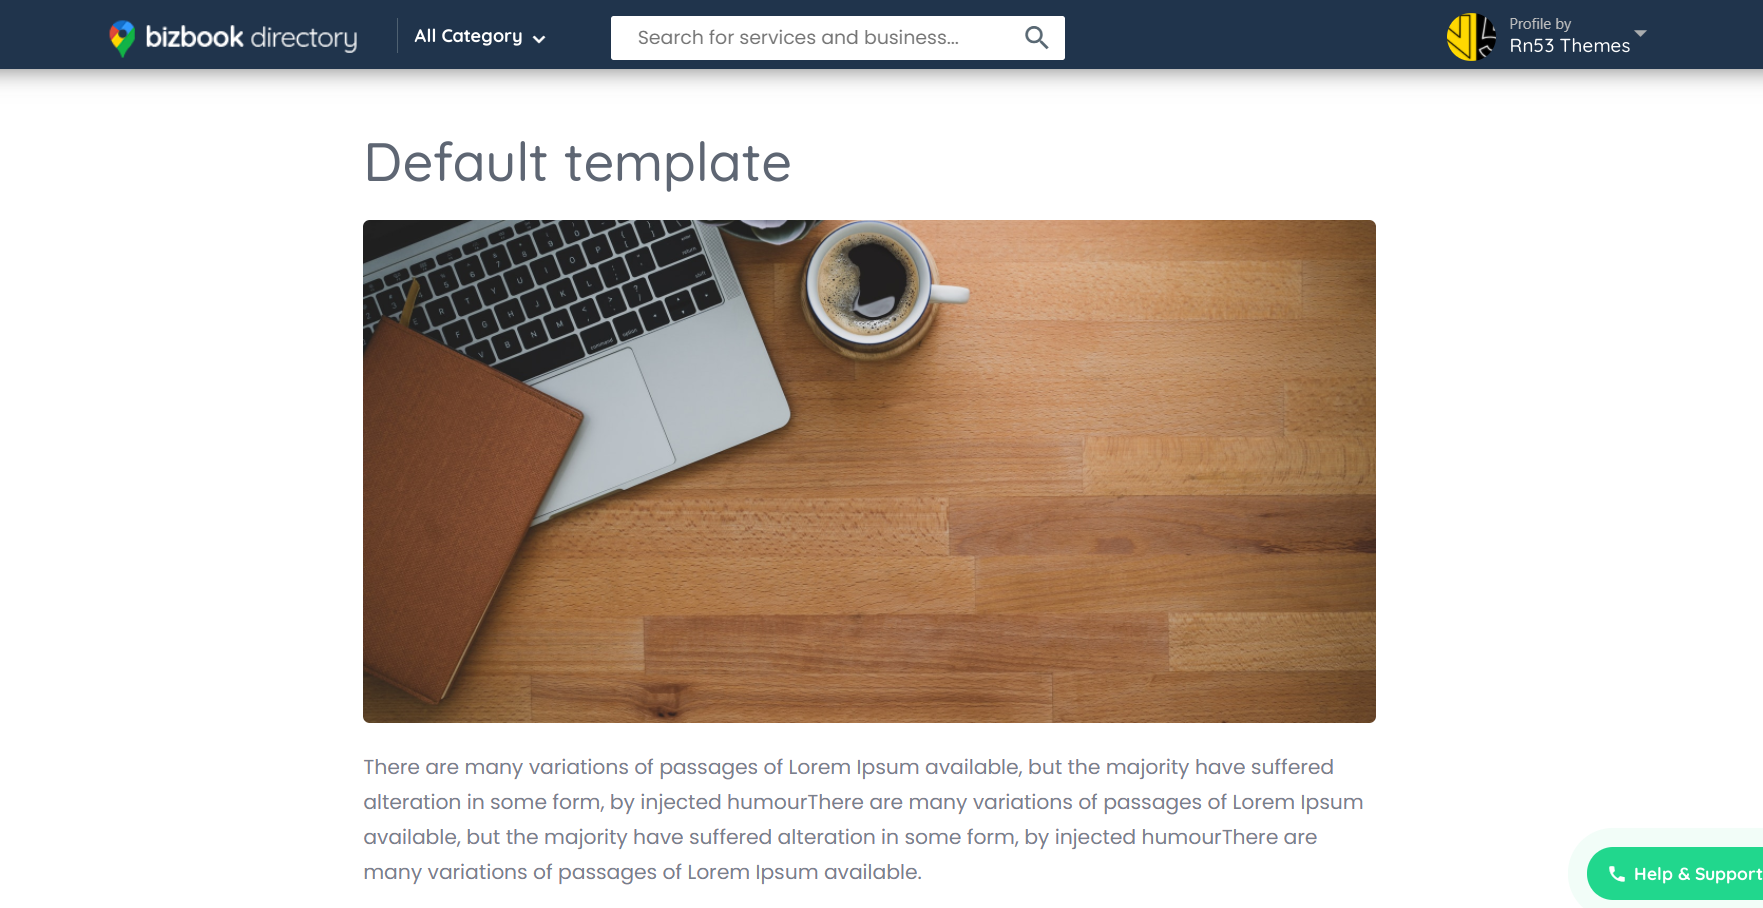 bizbook directory
All Category
Search for services and business...
Profile by
Rn53 Themes
Default template
There are many variations of passages of Lorem Ipsum available, but the majority have suffered
alteration in some form, by injected humourThere are many variations of passages of Lorem Ipsum
available, but the majority have suffered alteration in some form, by injected humourThere are
many variations of passages of Lorem Ipsum available.
Help & Support